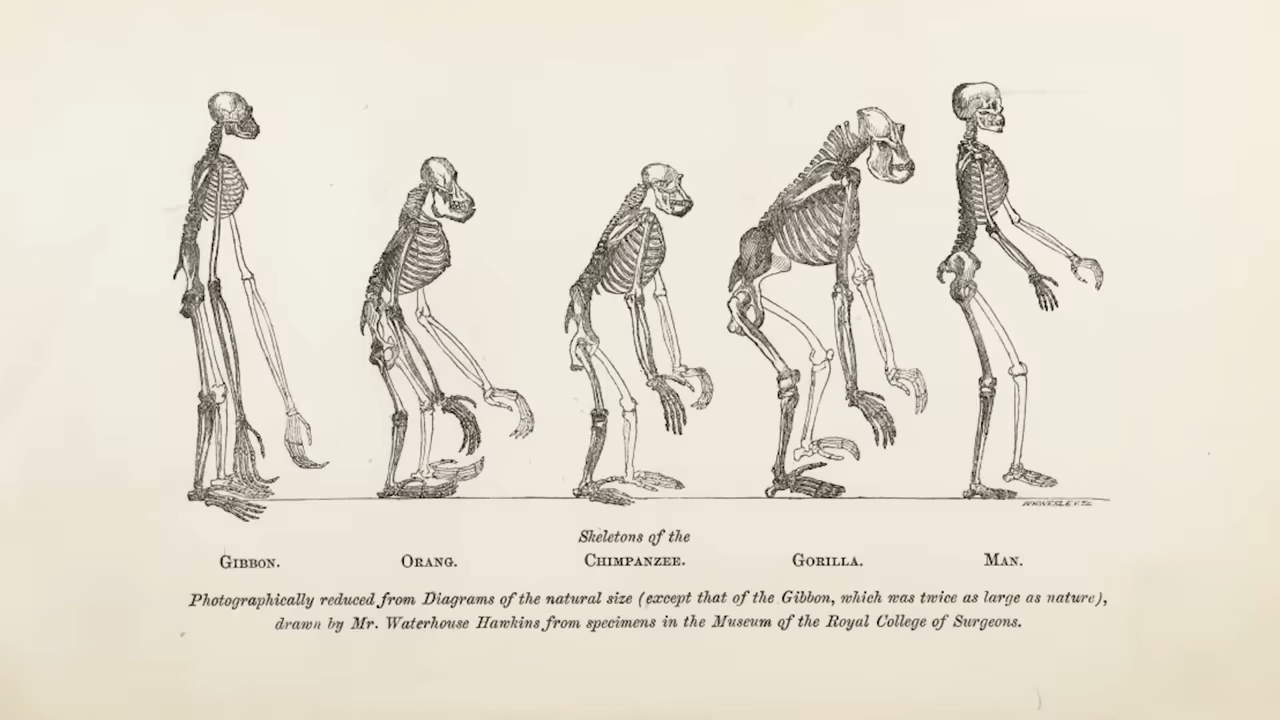 W.H.WESLEY. SC
Skeletons of the
GIBBON. ORANG. CHIMPANZEE. GORILLA. MAN.
Photographically reduced from Diagrams of the natural size (except that of the Gibbon, which was twice as large as nature),
drawn by Mr. Waterhouse Hawkins from specimens in the Museum of the Royal College of Surgeons.